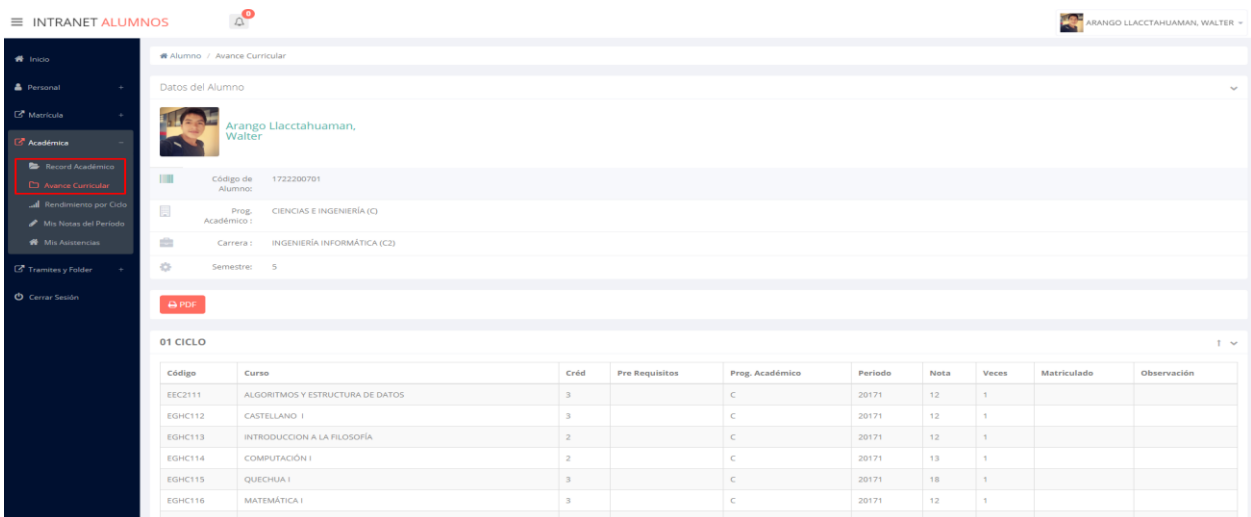 INTRANET ALUMNOS
0
ARANGO LLACCTAHUAMAN, WALTER
Inicio
Personal +
Matrícula +
Académica −
Record Académico
Avance Curricular
Rendimiento por Ciclo
Mis Notas del Período
Mis Asistencias
Tramites y Folder +
Cerrar Sesión
Alumno / Avance Curricular
Datos del Alumno
Arango Llacctahuaman,
Walter
Código de 1722200701
Alumno:
Prog. CIENCIAS E INGENIERÍA (C)
Académico :
Carrera : INGENIERÍA INFORMÁTICA (C2)
Semestre: 5
PDF
01 CICLO
Código Curso Créd Pre Requisitos Prog. Académico Periodo Nota Veces Matriculado Observación
EEC2111 ALGORITMOS Y ESTRUCTURA DE DATOS 3 C 20171 12 1
EGHC112 CASTELLANO I 3 C 20171 12 1
EGHC113 INTRODUCCION A LA FILOSOFÍA 2 C 20171 12 1
EGHC114 COMPUTACIÓN I 2 C 20171 13 1
EGHC115 QUECHUA I 3 C 20171 18 1
EGHC116 MATEMÁTICA I 3 C 20171 12 1